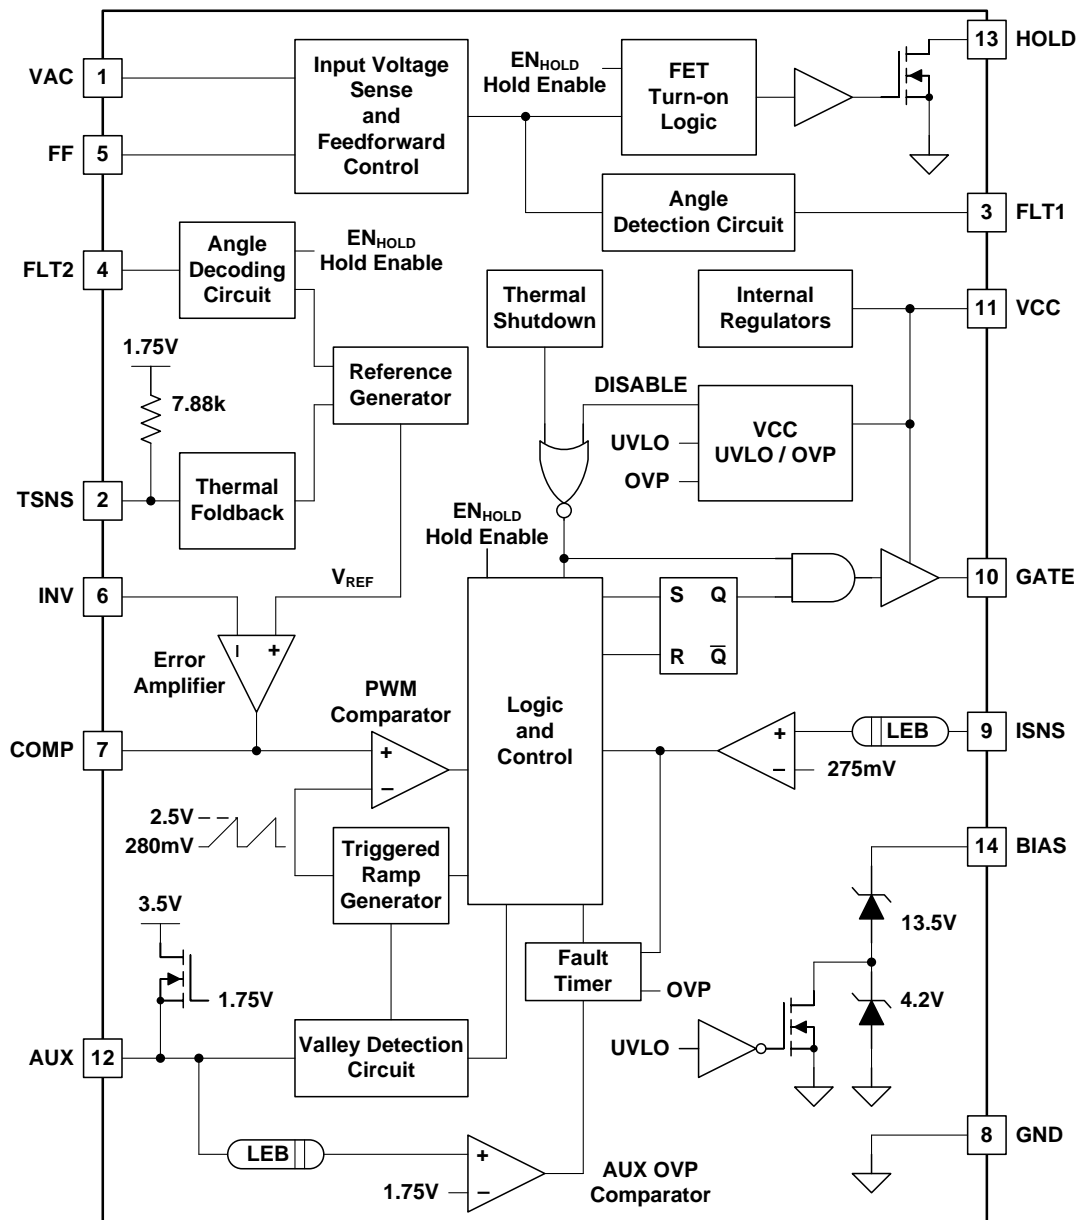 HOLD
13
VAC
1
Input Voltage
Sense
and
Feedforward
Control
EN_HOLD
Hold Enable
FET
Turn-on
Logic
FF
5
Angle
Detection Circuit
3
FLT1
FLT2
4
Angle
Decoding
Circuit
EN_HOLD
Hold Enable
Thermal
Shutdown
Internal
Regulators
11
VCC
1.75V
7.88k
Reference
Generator
DISABLE
UVLO
OVP
VCC
UVLO / OVP
TSNS
2
Thermal
Foldback
EN_HOLD
Hold Enable
V_REF
INV
6
10
GATE
S Q
R Q̅
–
+
Error
Amplifier
PWM
Comparator
Logic
and
Control
COMP
7
+
–
+
–
LEB
9
ISNS
275mV
2.5V
280mV
Triggered
Ramp
Generator
14
BIAS
13.5V
4.2V
3.5V
1.75V
Fault
Timer
OVP
UVLO
AUX
12
Valley Detection
Circuit
LEB
+
–
1.75V
AUX OVP
Comparator
8
GND